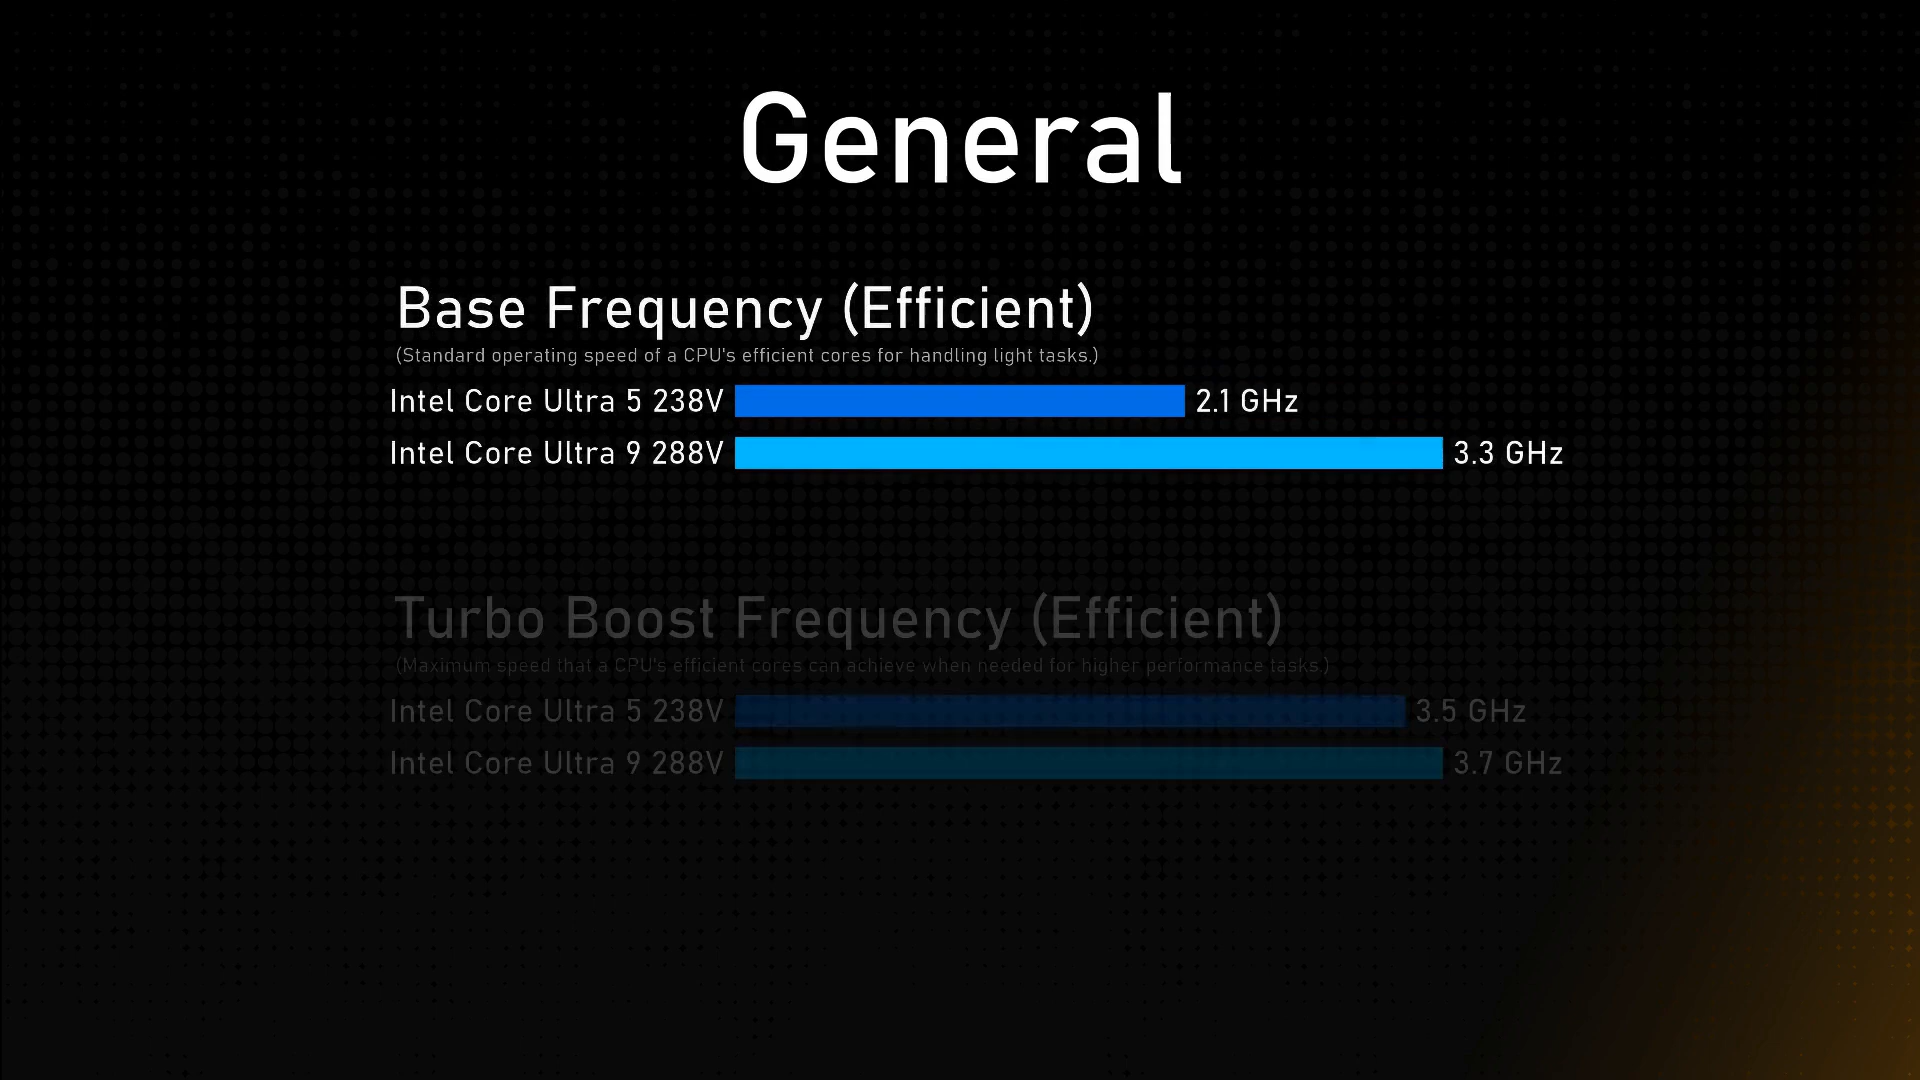 General
Base Frequency (Efficient)
(Standard operating speed of a CPU's efficient cores for handling light tasks.)
Intel Core Ultra 5 238V 2.1 GHz
Intel Core Ultra 9 288V 3.3 GHz
Turbo Boost Frequency (Efficient)
(Maximum speed that a CPU's efficient cores can achieve when needed for higher performance tasks.)
Intel Core Ultra 5 238V 3.5 GHz
Intel Core Ultra 9 288V 3.7 GHz